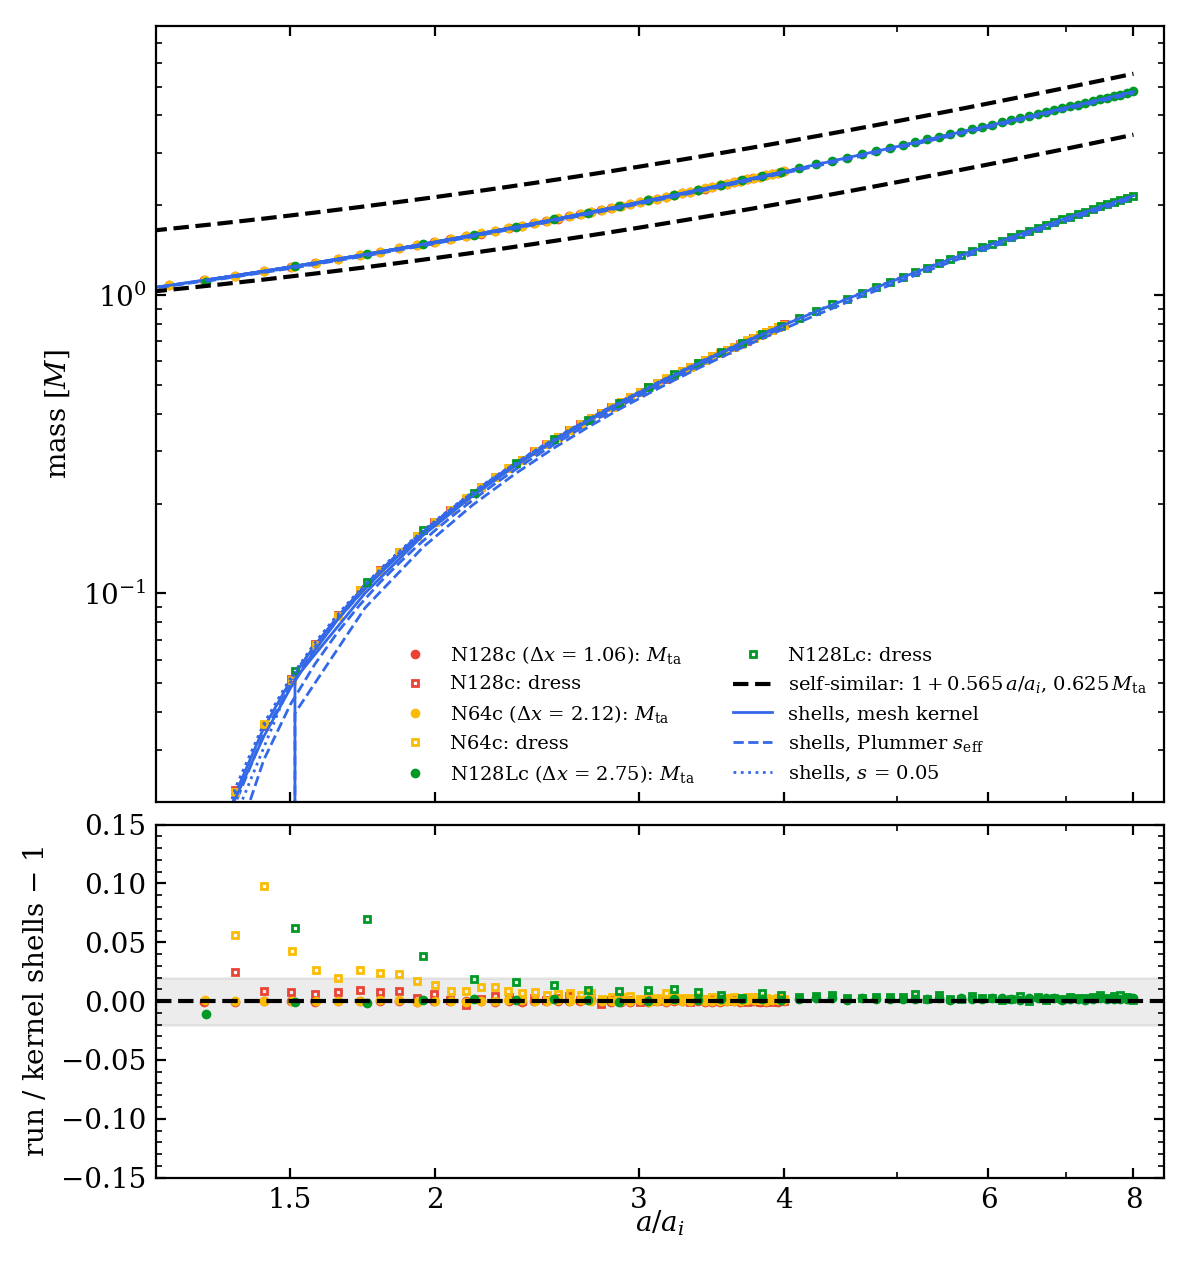 mass [M]
10⁰
10⁻¹
N128c (Δx = 1.06): M_ta
N128c: dress
N64c (Δx = 2.12): M_ta
N64c: dress
N128Lc (Δx = 2.75): M_ta
N128Lc: dress
self-similar: 1 + 0.565 a/a_i, 0.625 M_ta
shells, mesh kernel
shells, Plummer s_eff
shells, s = 0.05
run / kernel shells − 1
0.15
0.10
0.05
0.00
−0.05
−0.10
−0.15
1.5 2 3 4 6 8
a/a_i